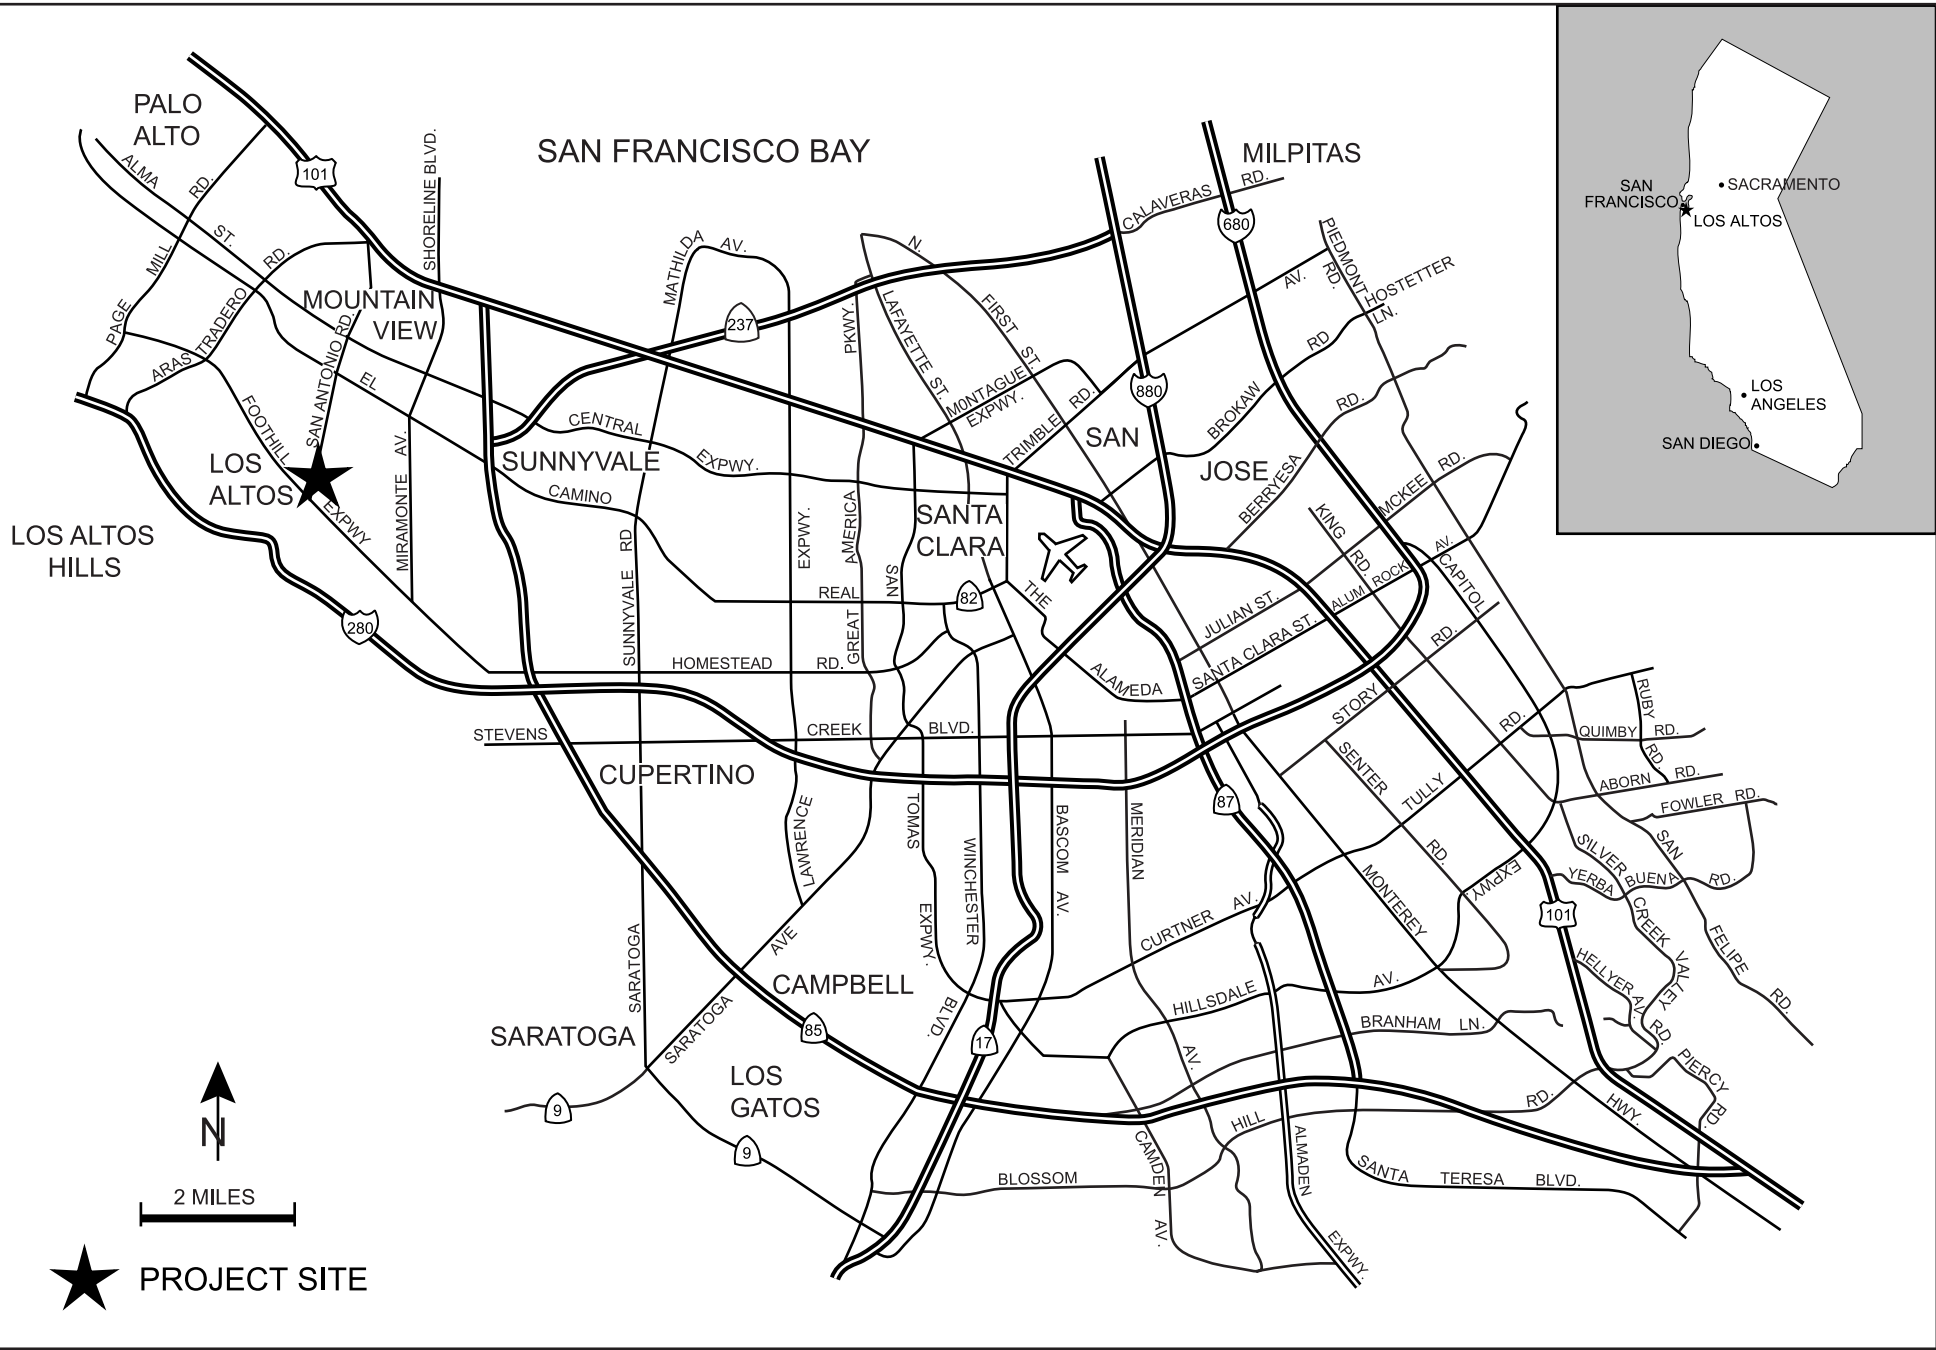 PALO
ALTO
SAN FRANCISCO BAY
MILPITAS
MOUNTAIN
VIEW
SUNNYVALE
LOS
ALTOS
LOS ALTOS
HILLS
SANTA
CLARA
SAN
JOSE
CUPERTINO
CAMPBELL
SARATOGA
LOS
GATOS
101
237
680
880
82
280
87
101
85
17
9
9
ALMA
ST.
PAGE
MILL
RD.
ARASTRADERO
RD.
SHORELINE BLVD.
SAN ANTONIO RD.
FOOTHILL
EXPWY
MIRAMONTE
AV.
EL
CAMINO
REAL
CENTRAL
EXPWY.
MATHILDA
AV.
SUNNYVALE
RD
SARATOGA
HOMESTEAD
RD.
STEVENS
CREEK
BLVD.
LAWRENCE
EXPWY.
GREAT
AMERICA
PKWY.
LAFAYETTE ST.
N.
FIRST
ST.
M0NTAGUE
EXPWY.
TRIMBLE
RD.
CALAVERAS
RD.
PIEDMONT
RD.
HOSTETTER
LN.
AV.
BROKAW
RD
BERRYESA
RD.
MCKEE
RD.
KING
RD.
CAPITOL
AV.
EXPWY
JULIAN ST.
SANTA CLARA ST.
ALUM
ROCK
THE
ALAMEDA
SAN
TOMAS
EXPWY.
WINCHESTER
BLVD.
BASCOM
AV.
MERIDIAN
AV.
STORY
RD.
SENTER
RD.
TULLY
RD.
MONTEREY
HWY.
CURTNER
AV.
HILLSDALE
AV.
BRANHAM
LN.
BLOSSOM
HILL
RD.
CAMDEN
AV.
ALMADEN
EXPWY.
SANTA
TERESA
BLVD.
SARATOGA
AVE
RUBY
RD.
QUIMBY
RD.
ABORN
RD.
FOWLER
RD.
SAN
FELIPE
RD.
SILVER
CREEK
VALLEY
RD.
YERBA
BUENA
RD.
HELLYER
AV.
PIERCY
RD.
SAN
FRANCISCO
SACRAMENTO
LOS ALTOS
LOS
ANGELES
SAN DIEGO
N
2 MILES
PROJECT SITE